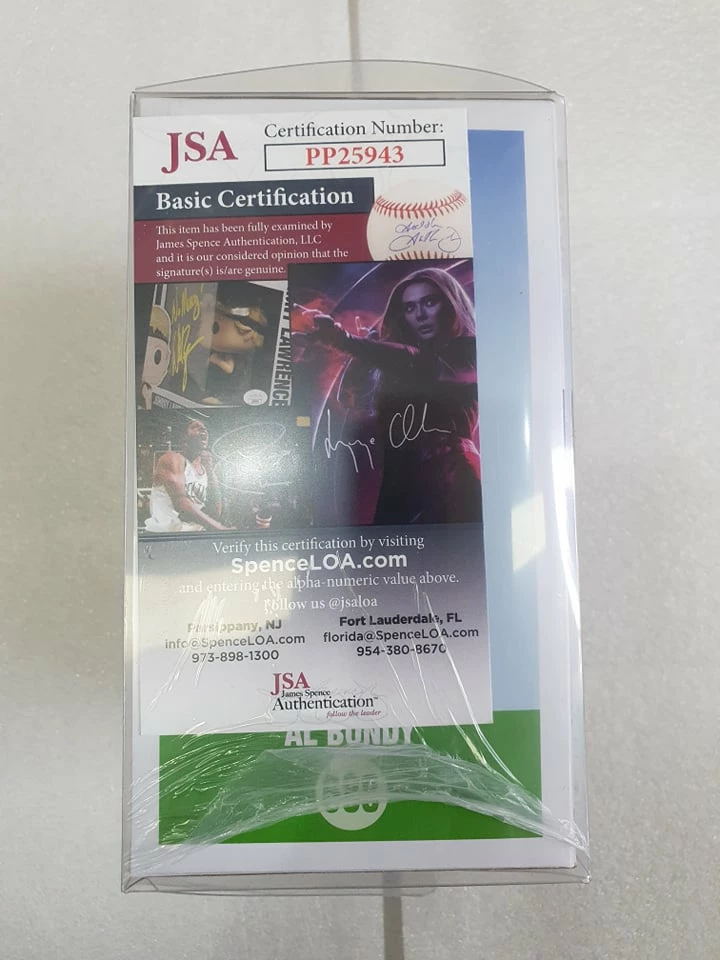 JSA
Certification Number:
PP25943
Basic Certification
This item has been fully examined by
James Spence Authentication, LLC
and it is our considered opinion that the
signature(s) is/are genuine.
LAWRENCE
Verify this certification by visiting
SpenceLOA.com
and entering the alpha-numeric value above.
Follow us @jsaloa
Parsippany, NJ
info@SpenceLOA.com
973-898-1300
Fort Lauderdale, FL
florida@SpenceLOA.com
954-380-8670
JSA
James Spence
Authentication™
follow the leader
AL BUNDY